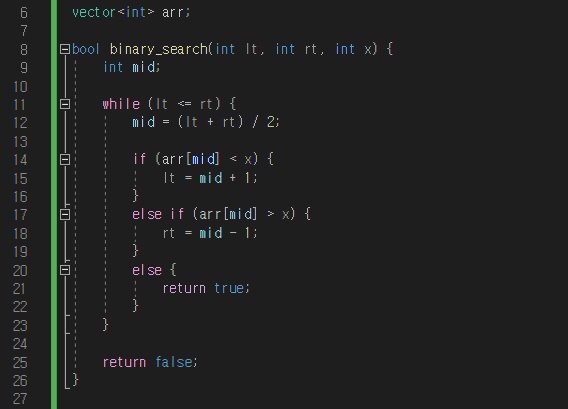 6 vector<int> arr;
7
8 bool binary_search(int lt, int rt, int x) {
9     int mid;
10
11     while (lt <= rt) {
12         mid = (lt + rt) / 2;
13
14         if (arr[mid] < x) {
15             lt = mid + 1;
16         }
17         else if (arr[mid] > x) {
18             rt = mid - 1;
19         }
20         else {
21             return true;
22         }
23     }
24
25     return false;
26 }
27